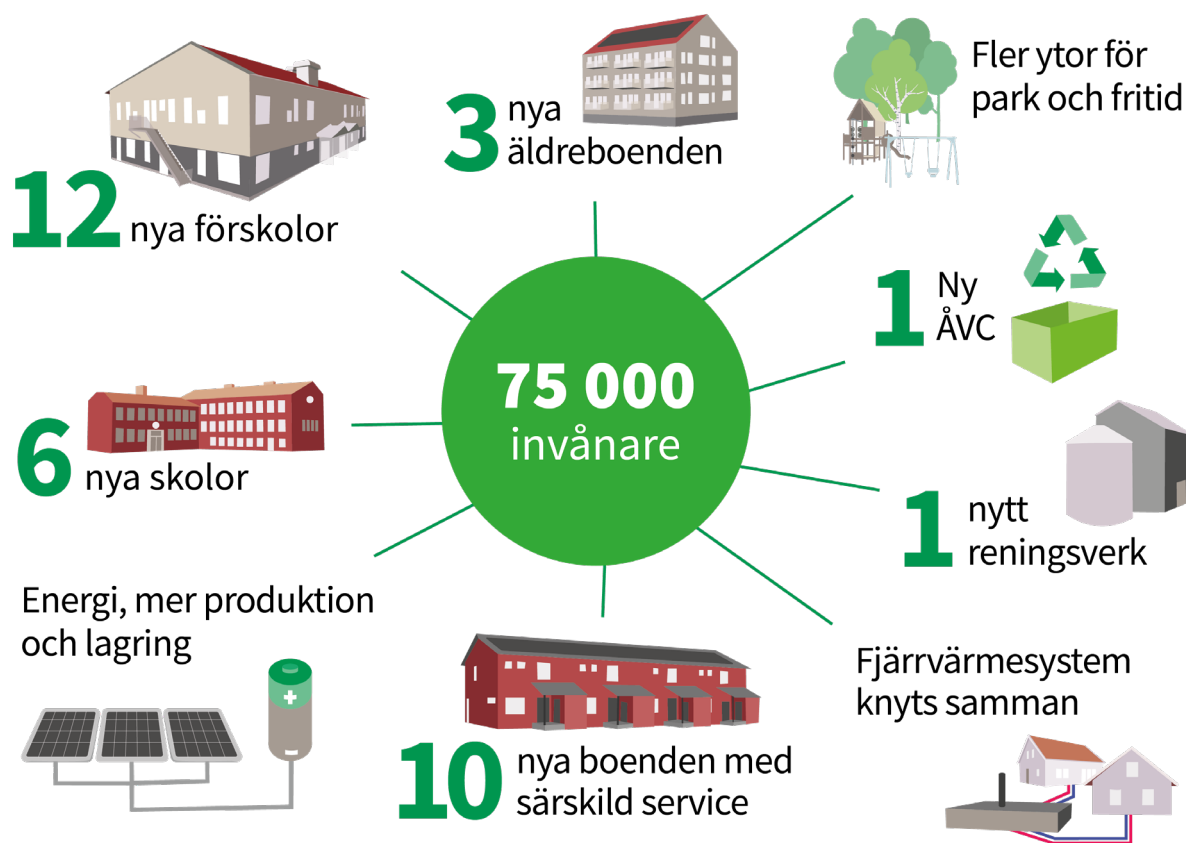 12 nya förskolor
3 nya
äldreboenden
Fler ytor för
park och fritid
1 Ny
ÅVC
75 000
invånare
6 nya skolor
1 nytt
reningsverk
Energi, mer produktion
och lagring
10 nya boenden med
särskild service
Fjärrvärmesystem
knyts samman